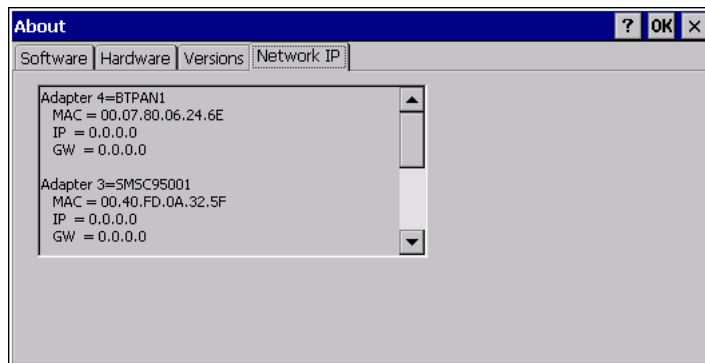 About ? OK ×
Software Hardware Versions Network IP
Adapter 4=BTPAN1
MAC = 00.07.80.06.24.6E
IP = 0.0.0.0
GW = 0.0.0.0
Adapter 3=SMSC95001
MAC = 00.40.FD.0A.32.5F
IP = 0.0.0.0
GW = 0.0.0.0